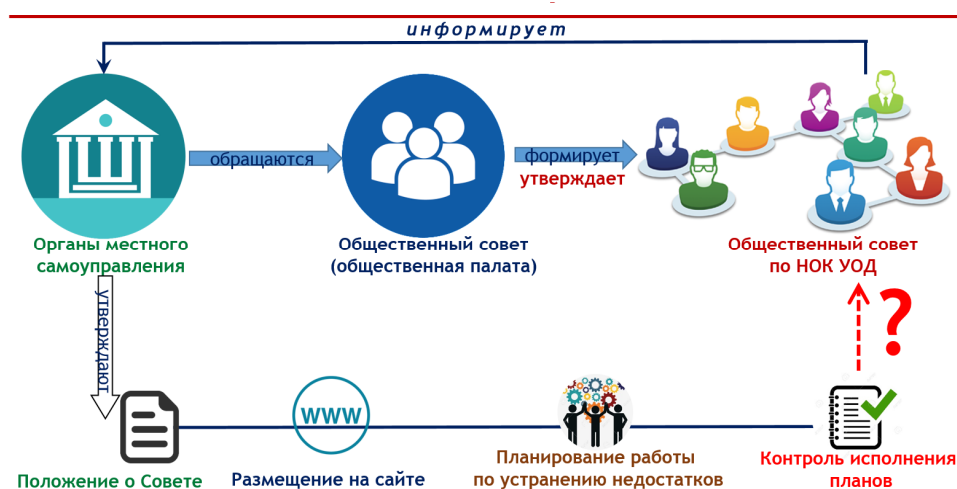 информирует
обращаются
формирует
утверждает
Органы местного
самоуправления
Общественный совет
(общественная палата)
Общественный совет
по НОК УОД
утверждают
?
www
Положение о Совете
Размещение на сайте
Планирование работы
по устранению недостатков
Контроль исполнения
планов